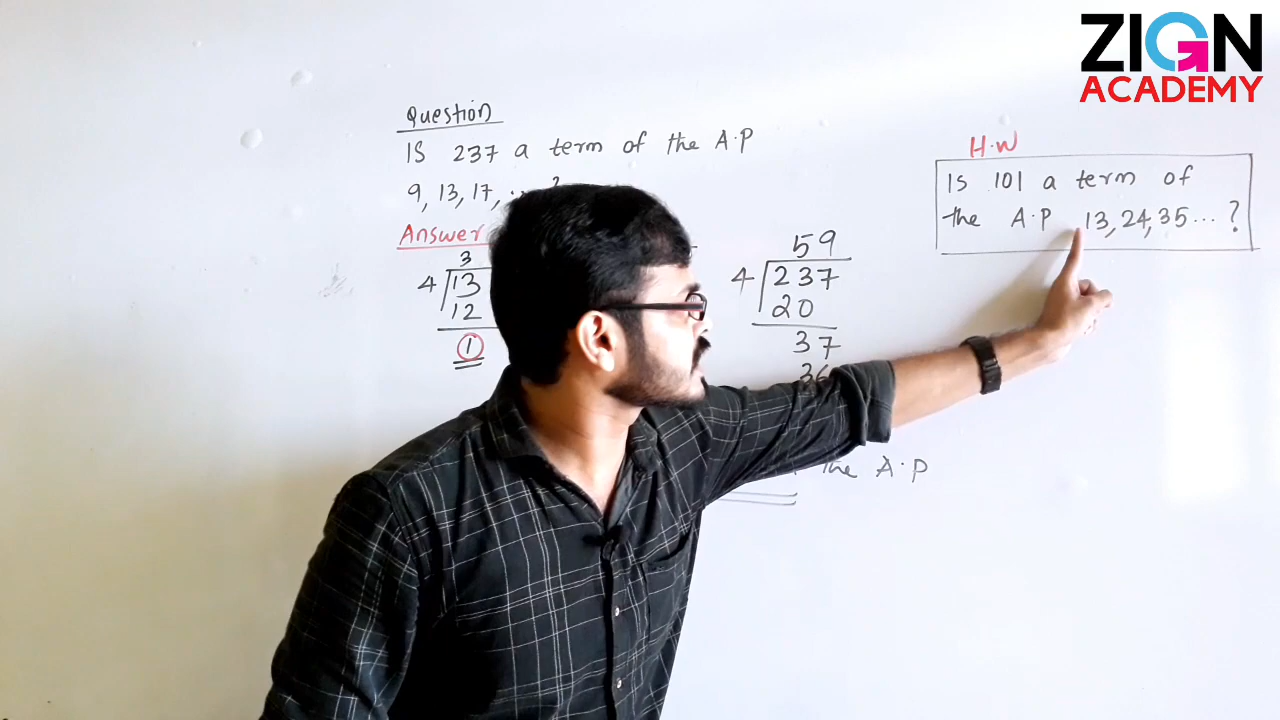 ZIGN
ACADEMY
Question
IS 237 a term of the A.P
9, 13, 17, ... ?
Answer
3
4 13
12
1
59
4 237
20
37
36
the A.P
H.W
Is 101 a term of
the A.P 13, 24, 35 ... ?